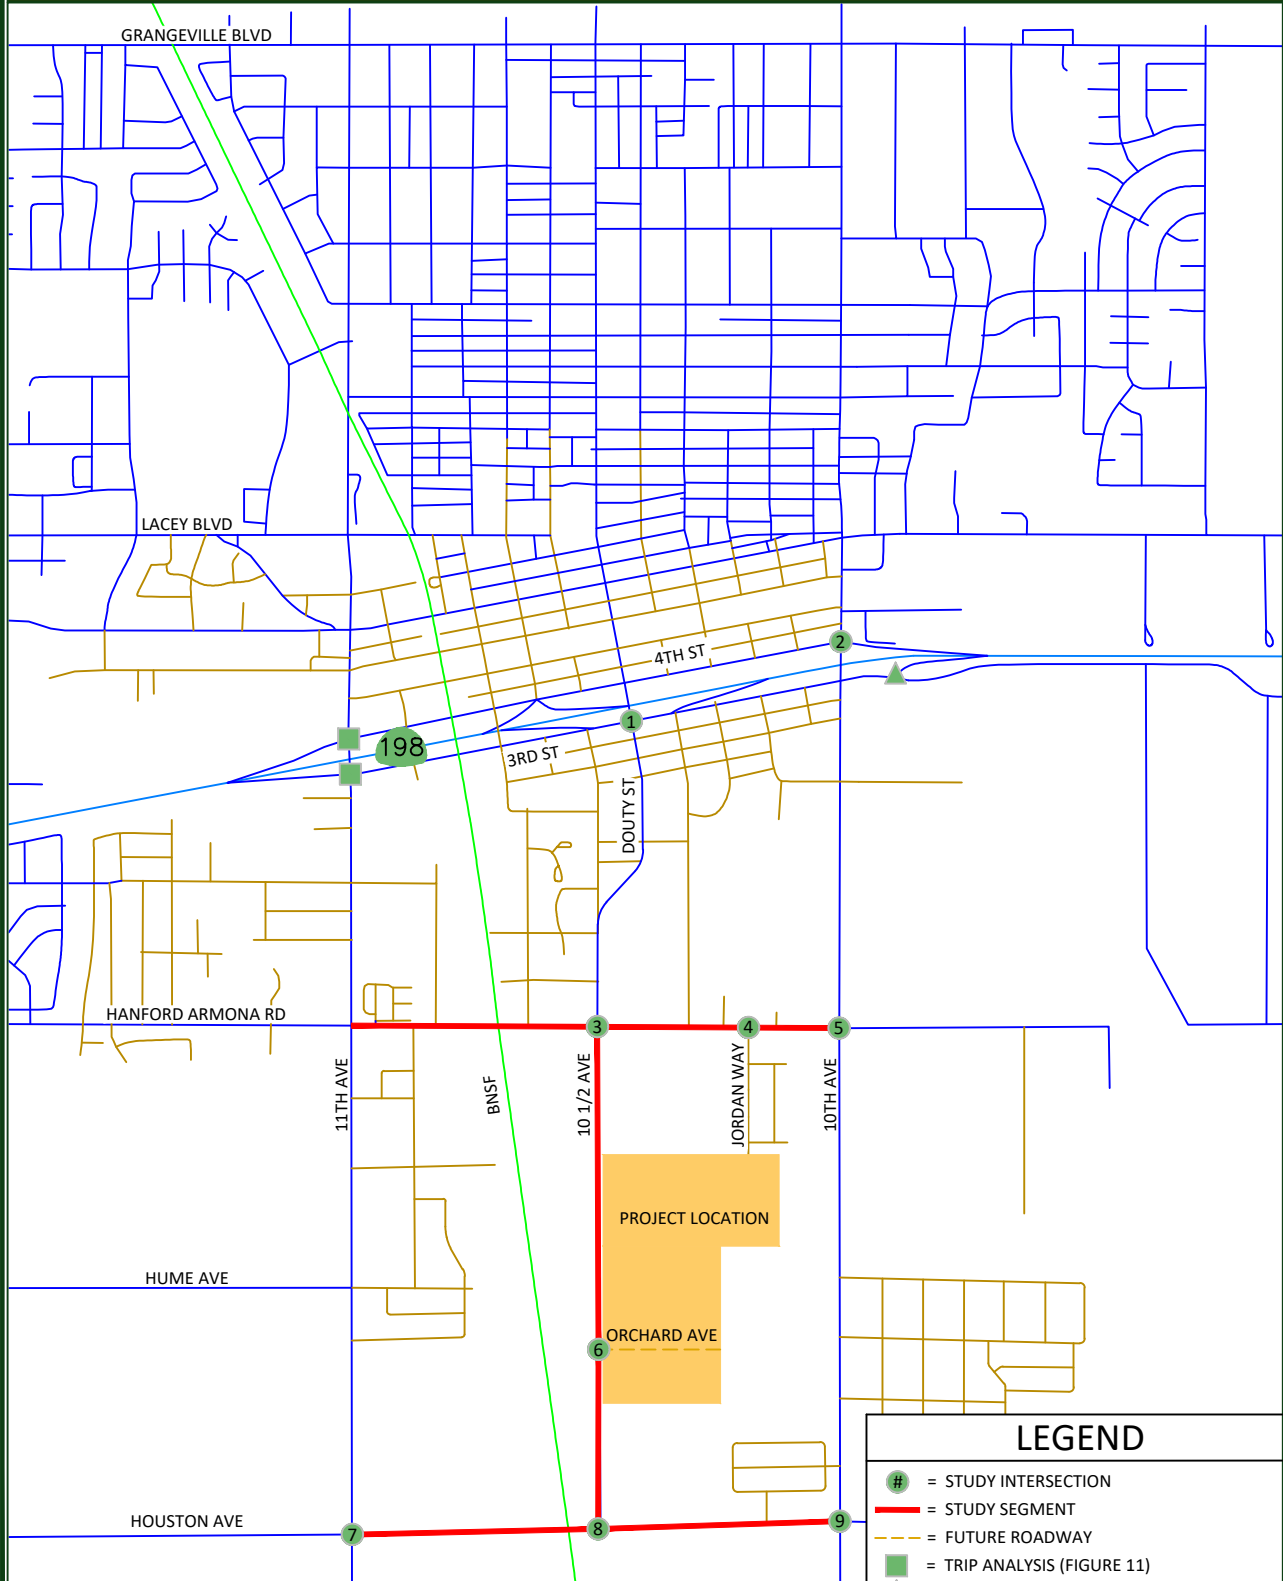 GRANGEVILLE BLVD
LACEY BLVD
2
4TH ST
1
198
3RD ST
DOUTY ST
HANFORD ARMONA RD
3
4
5
11TH AVE
BNSF
10 1/2 AVE
JORDAN WAY
10TH AVE
PROJECT LOCATION
HUME AVE
ORCHARD AVE
6
HOUSTON AVE
7
8
9
LEGEND
# = STUDY INTERSECTION
= STUDY SEGMENT
= FUTURE ROADWAY
= TRIP ANALYSIS (FIGURE 11)